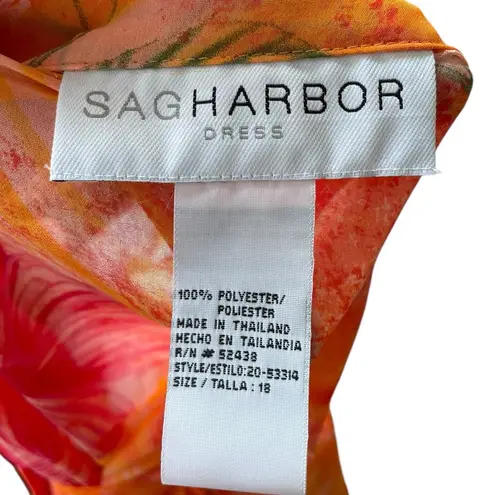 SAGHARBOR
DRESS
100% POLYESTER/
POLIESTER
MADE IN THAILAND
HECHO EN TAILANDIA
R/N # 52438
STYLE/ESTILO:20-53314
SIZE / TALLA : 18